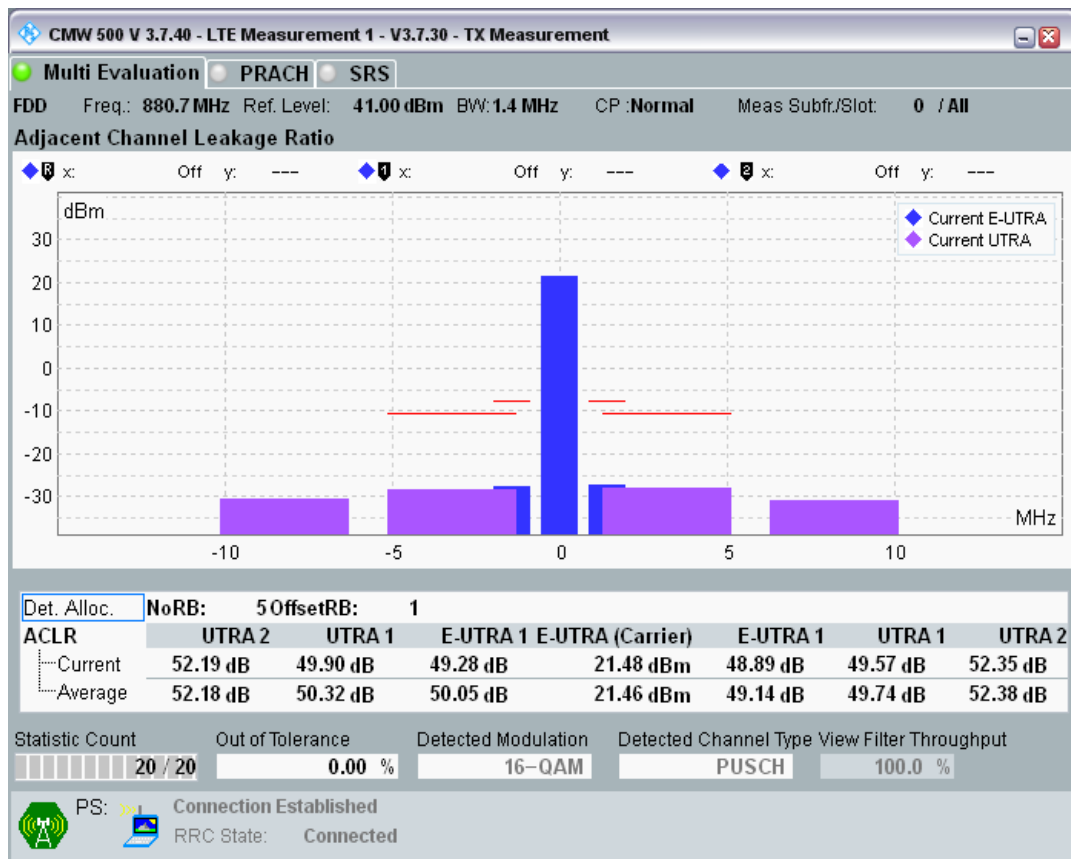 CMW 500 V 3.7.40 - LTE Measurement 1 - V3.7.30 - TX Measurement
Multi Evaluation PRACH SRS
FDD Freq.: 880.7 MHz Ref. Level: 41.00 dBm BW: 1.4 MHz CP :Normal Meas Subfr./Slot: 0 / All
Adjacent Channel Leakage Ratio
R x: Off y: --- 1 x: Off y: --- 2 x: Off y: ---
dBm
Current E-UTRA
Current UTRA
30
20
10
0
-10
-20
-30
MHz
-10 -5 0 5 10
Det. Alloc. NoRB: 5 OffsetRB: 1
ACLR UTRA 2 UTRA 1 E-UTRA 1 E-UTRA (Carrier) E-UTRA 1 UTRA 1 UTRA 2
Current 52.19 dB 49.90 dB 49.28 dB 21.48 dBm 48.89 dB 49.57 dB 52.35 dB
Average 52.18 dB 50.32 dB 50.05 dB 21.46 dBm 49.14 dB 49.74 dB 52.38 dB
Statistic Count Out of Tolerance Detected Modulation Detected Channel Type View Filter Throughput
20 / 20 0.00 % 16-QAM PUSCH 100.0 %
PS: Connection Established
RRC State: Connected